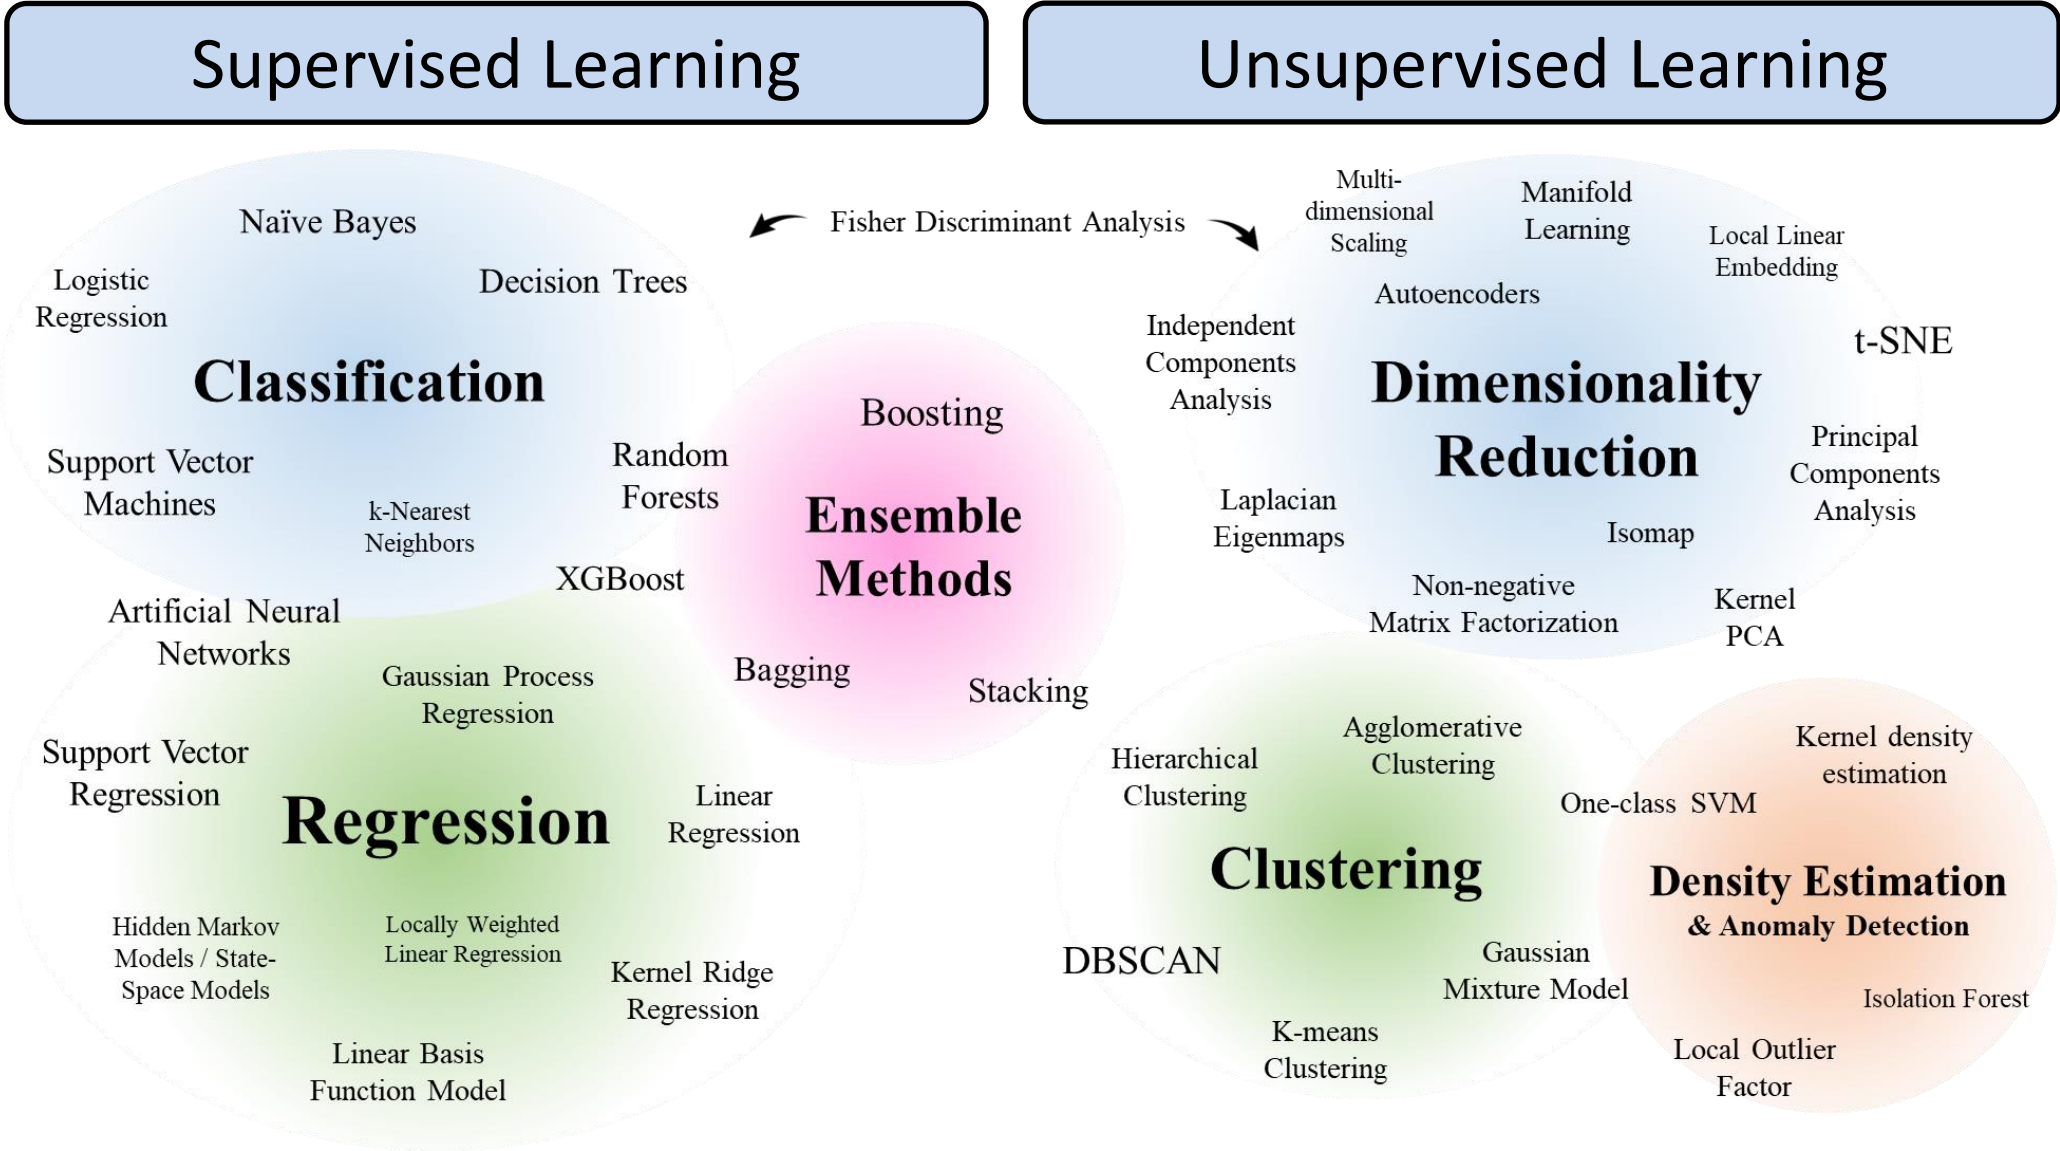 Supervised Learning
Unsupervised Learning
Naïve Bayes
Logistic
Regression
Decision Trees
Classification
Support Vector
Machines
k-Nearest
Neighbors
Random
Forests
XGBoost
Artificial Neural
Networks
Fisher Discriminant Analysis
Boosting
Ensemble
Methods
Bagging
Stacking
Gaussian Process
Regression
Support Vector
Regression
Regression
Linear
Regression
Hidden Markov
Models / State-
Space Models
Locally Weighted
Linear Regression
Kernel Ridge
Regression
Linear Basis
Function Model
Multi-
dimensional
Scaling
Manifold
Learning
Local Linear
Embedding
Autoencoders
Independent
Components
Analysis
t-SNE
Dimensionality
Reduction
Principal
Components
Analysis
Laplacian
Eigenmaps
Isomap
Non-negative
Matrix Factorization
Kernel
PCA
Agglomerative
Clustering
Hierarchical
Clustering
One-class SVM
Clustering
DBSCAN
Gaussian
Mixture Model
K-means
Clustering
Kernel density
estimation
Density Estimation
& Anomaly Detection
Isolation Forest
Local Outlier
Factor